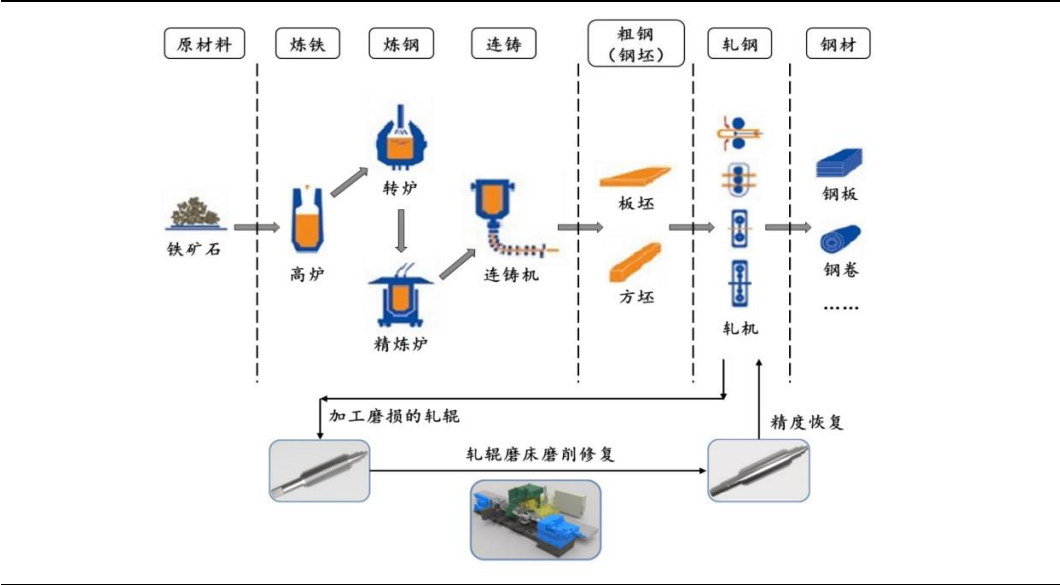 原材料
炼铁
炼钢
连铸
粗钢
（钢坯）
轧钢
钢材
铁矿石
高炉
转炉
精炼炉
连铸机
板坯
方坯
轧机
钢板
钢卷
……
加工磨损的轧辊
轧辊磨床磨削修复
精度恢复